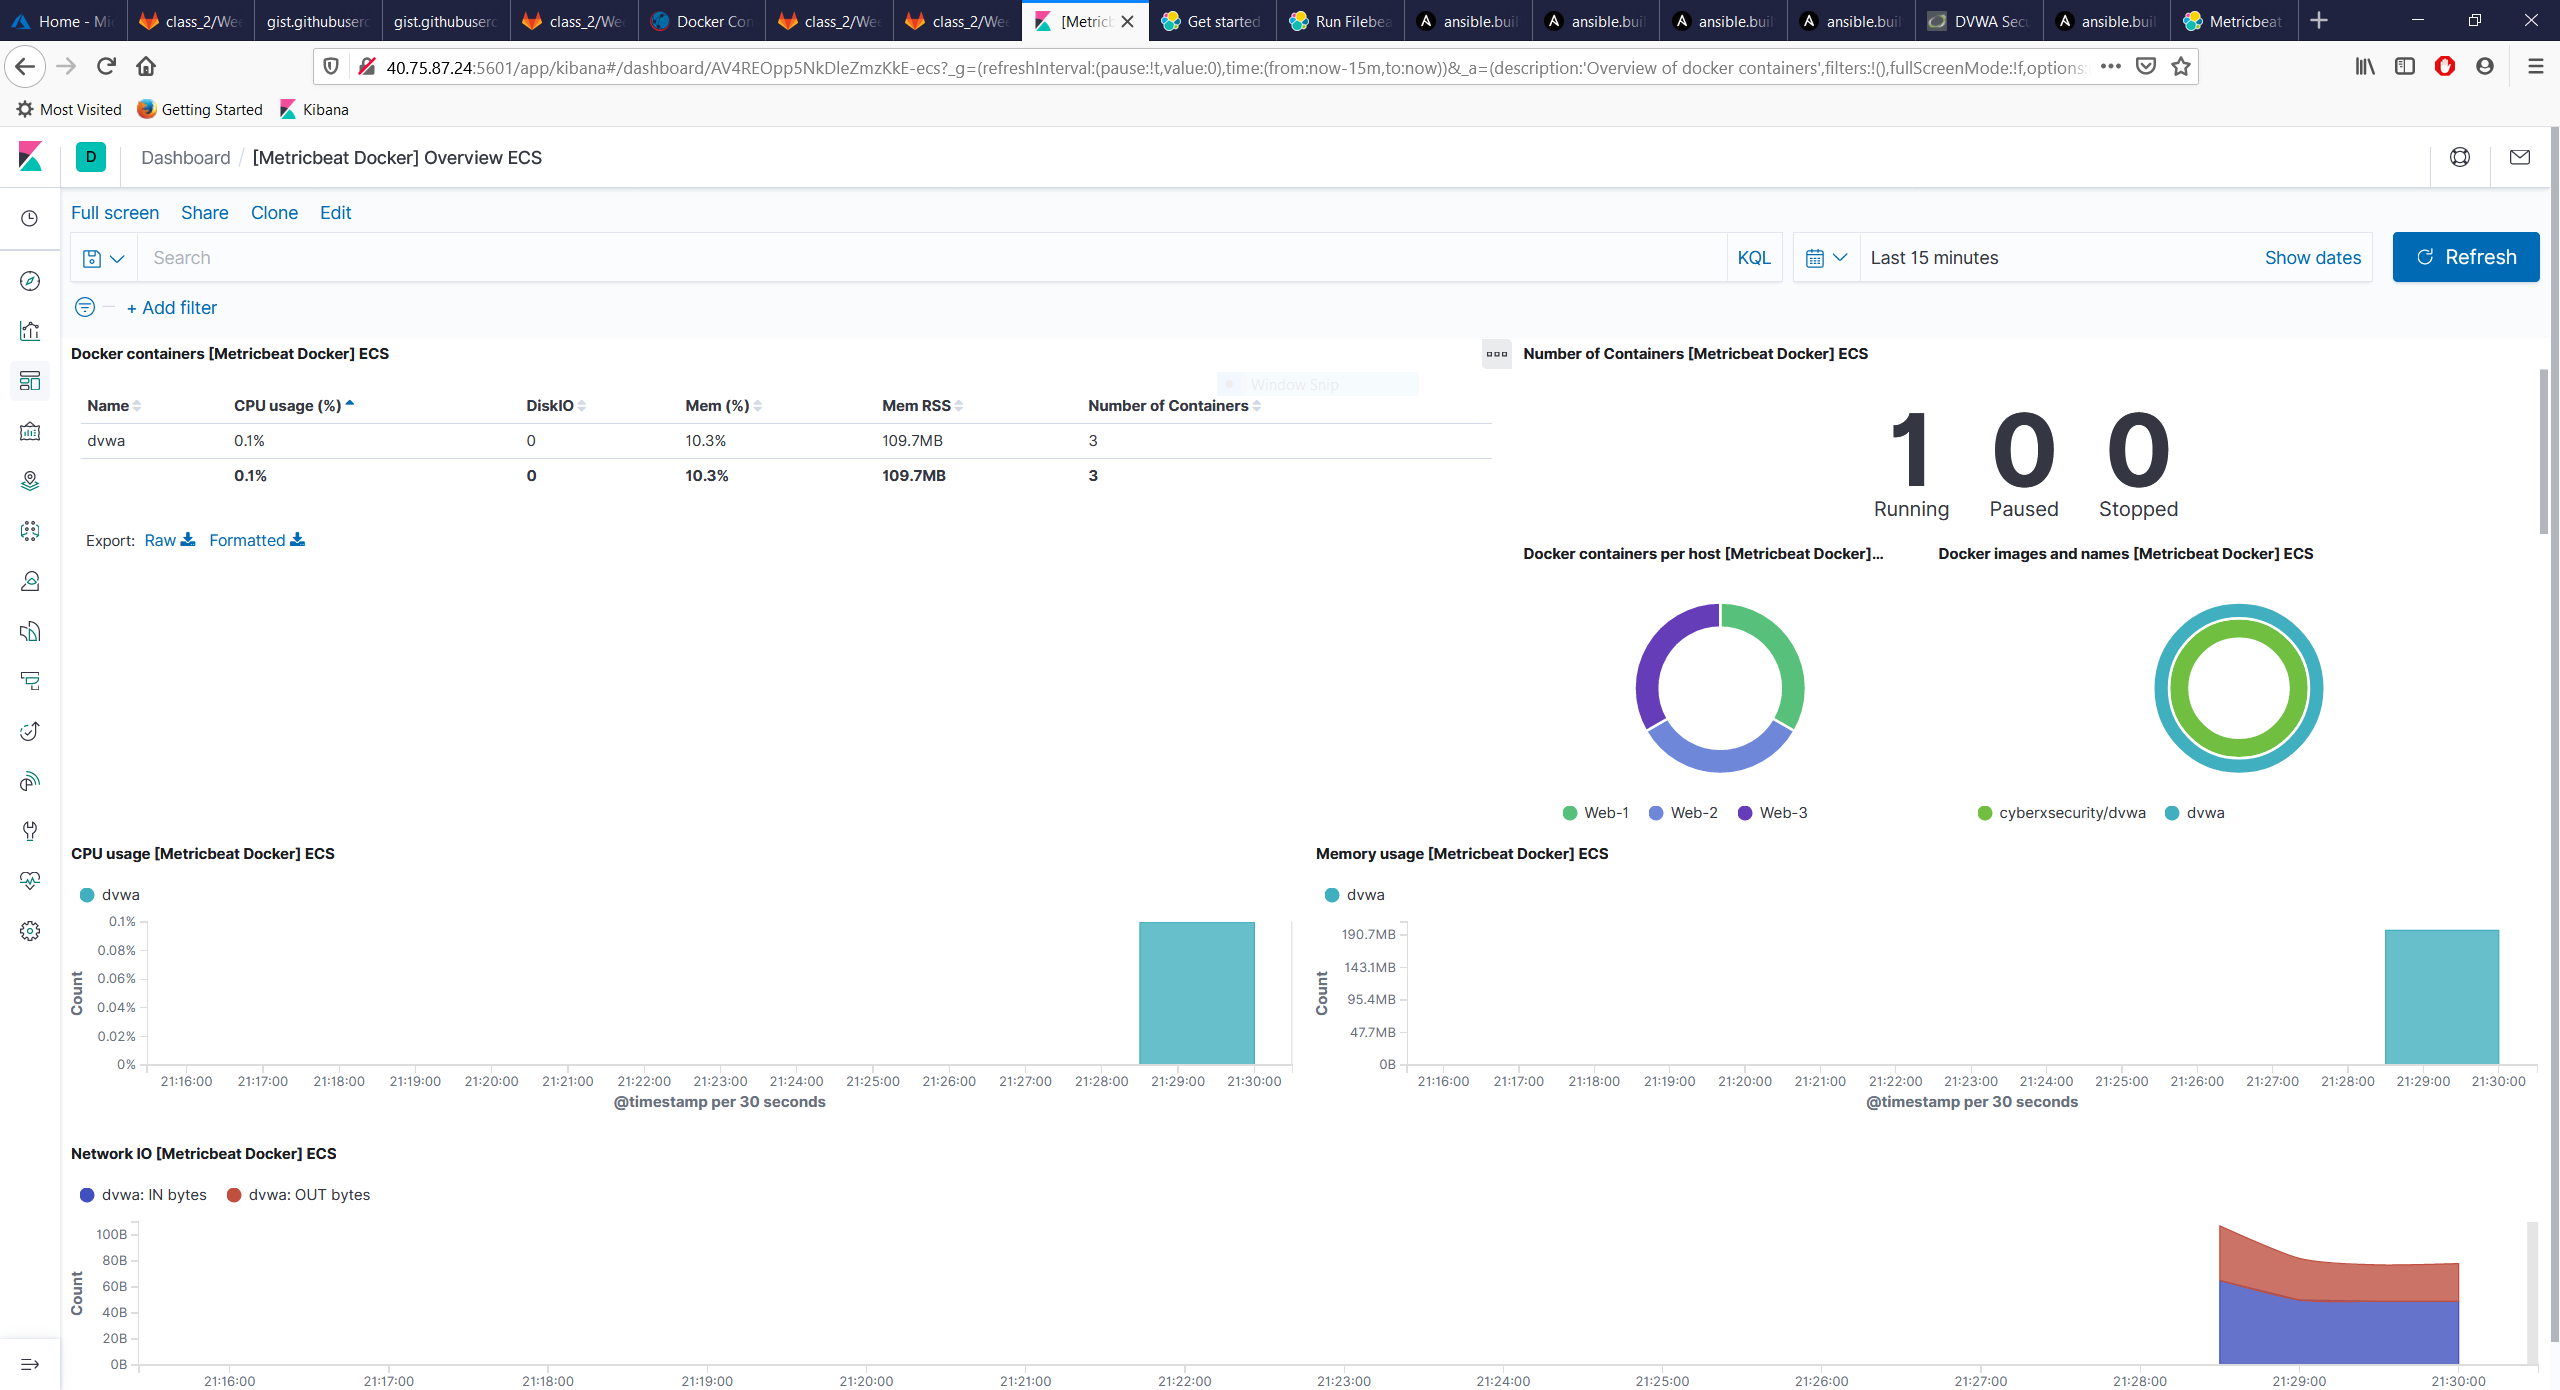 Home - Mi
class_2/Wee
gist.githubuserc
gist.githubuserc
class_2/Wee
Docker Con
class_2/Wee
class_2/Wee
[Metricb
Get started
Run Filebea
ansible.buil
ansible.buil
ansible.buil
ansible.buil
DVWA Secu
ansible.buil
Metricbeat
40.75.87.24:5601/app/kibana#/dashboard/AV4REOpp5NkDleZmzKkE-ecs?_g=(refreshInterval:(pause:!t,value:0),time:(from:now-15m,to:now))&_a=(description:'Overview of docker containers',filters:!(),fullScreenMode:!f,options:
Most Visited Getting Started Kibana
D Dashboard / [Metricbeat Docker] Overview ECS
Full screen Share Clone Edit
Search KQL Last 15 minutes Show dates Refresh
+ Add filter
Docker containers [Metricbeat Docker] ECS
Window Snip
Name CPU usage (%) DiskIO Mem (%) Mem RSS Number of Containers
dvwa 0.1% 0 10.3% 109.7MB 3
0.1% 0 10.3% 109.7MB 3
Export: Raw Formatted
Number of Containers [Metricbeat Docker] ECS
1 0 0
Running Paused Stopped
Docker containers per host [Metricbeat Docker]...
Web-1 Web-2 Web-3
Docker images and names [Metricbeat Docker] ECS
cyberxsecurity/dvwa dvwa
CPU usage [Metricbeat Docker] ECS
dvwa
0.1%
0.08%
0.06%
0.04%
0.02%
0%
Count
21:16:00 21:17:00 21:18:00 21:19:00 21:20:00 21:21:00 21:22:00 21:23:00 21:24:00 21:25:00 21:26:00 21:27:00 21:28:00 21:29:00 21:30:00
@timestamp per 30 seconds
Memory usage [Metricbeat Docker] ECS
dvwa
190.7MB
143.1MB
95.4MB
47.7MB
0B
Count
21:16:00 21:17:00 21:18:00 21:19:00 21:20:00 21:21:00 21:22:00 21:23:00 21:24:00 21:25:00 21:26:00 21:27:00 21:28:00 21:29:00 21:30:00
@timestamp per 30 seconds
Network IO [Metricbeat Docker] ECS
dvwa: IN bytes dvwa: OUT bytes
100B
80B
60B
40B
20B
0B
Count
21:16:00 21:17:00 21:18:00 21:19:00 21:20:00 21:21:00 21:22:00 21:23:00 21:24:00 21:25:00 21:26:00 21:27:00 21:28:00 21:29:00 21:30:00